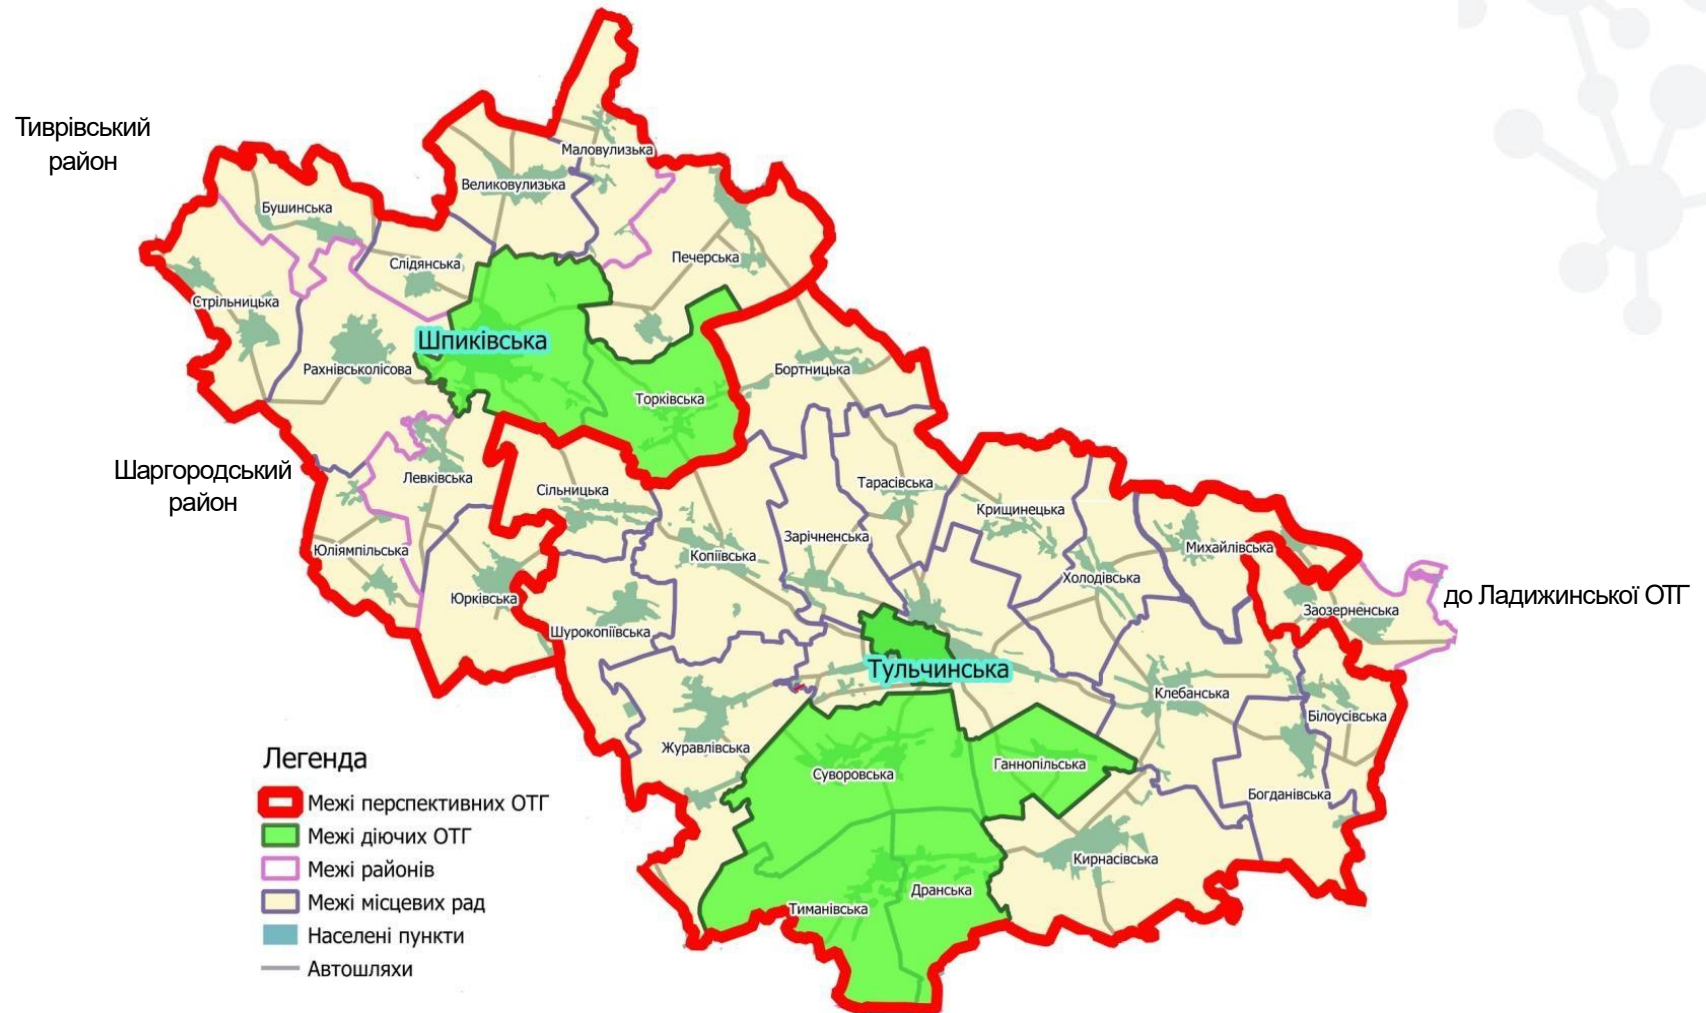 Тиврівський
район
Маловулизька
Великовулизька
Бушинська
Слідянська
Печерська
Стрільницька
Шпиківська
Рахнівськолісова
Бортницька
Торківська
Шаргородський
район
Левківська
Сільницька
Тарасівська
Крищинецька
Зарічненська
Копіївська
Михайлівська
Юліямпільська
Холодівська
Юрківська
до Ладижинської ОТГ
Заозерненська
Шурокопіївська
Тульчинська
Клебанська
Білоусівська
Журавлівська
Суворовська
Ганнопільська
Богданівська
Кирнасівська
Дранська
Тиманівська
Легенда
Межі перспективних ОТГ
Межі діючих ОТГ
Межі районів
Межі місцевих рад
Населені пункти
Автошляхи